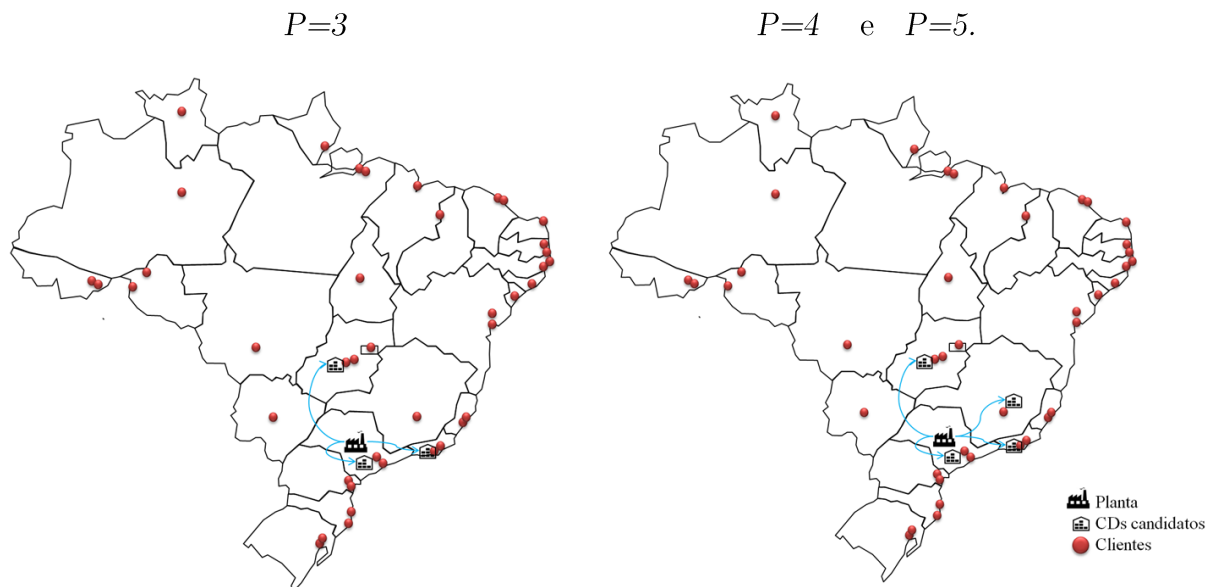 P=3
P=4 e P=5.
Planta
CDs candidatos
Clientes